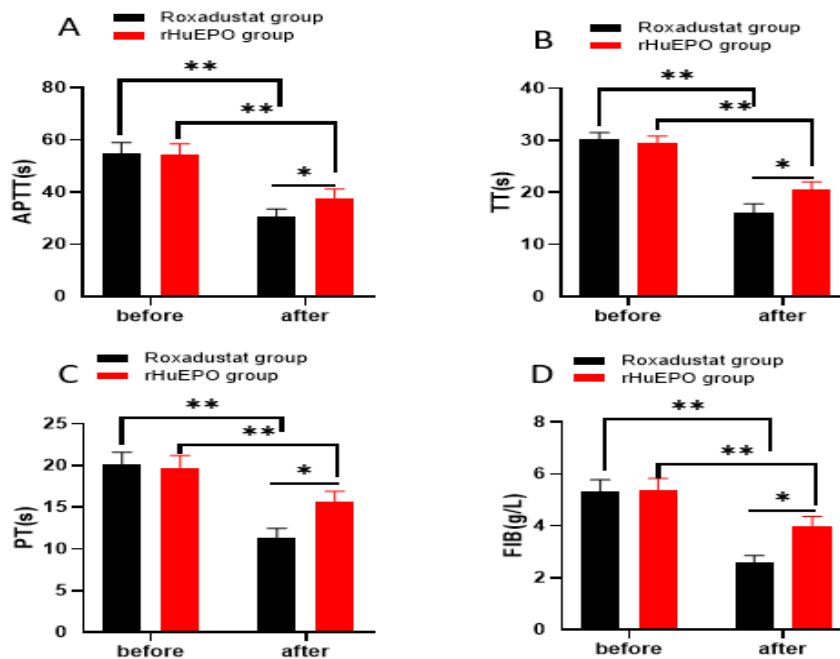 A
Roxadustat group
rHuEPO group
**
**
*
APTT(s)
80
60
40
20
0
before
after
B
Roxadustat group
rHuEPO group
**
**
*
TT(s)
40
30
20
10
0
before
after
C
Roxadustat group
rHuEPO group
**
**
*
PT(s)
25
20
15
10
5
0
before
after
D
Roxadustat group
rHuEPO group
**
**
*
FIB(g/L)
8
6
4
2
0
before
after